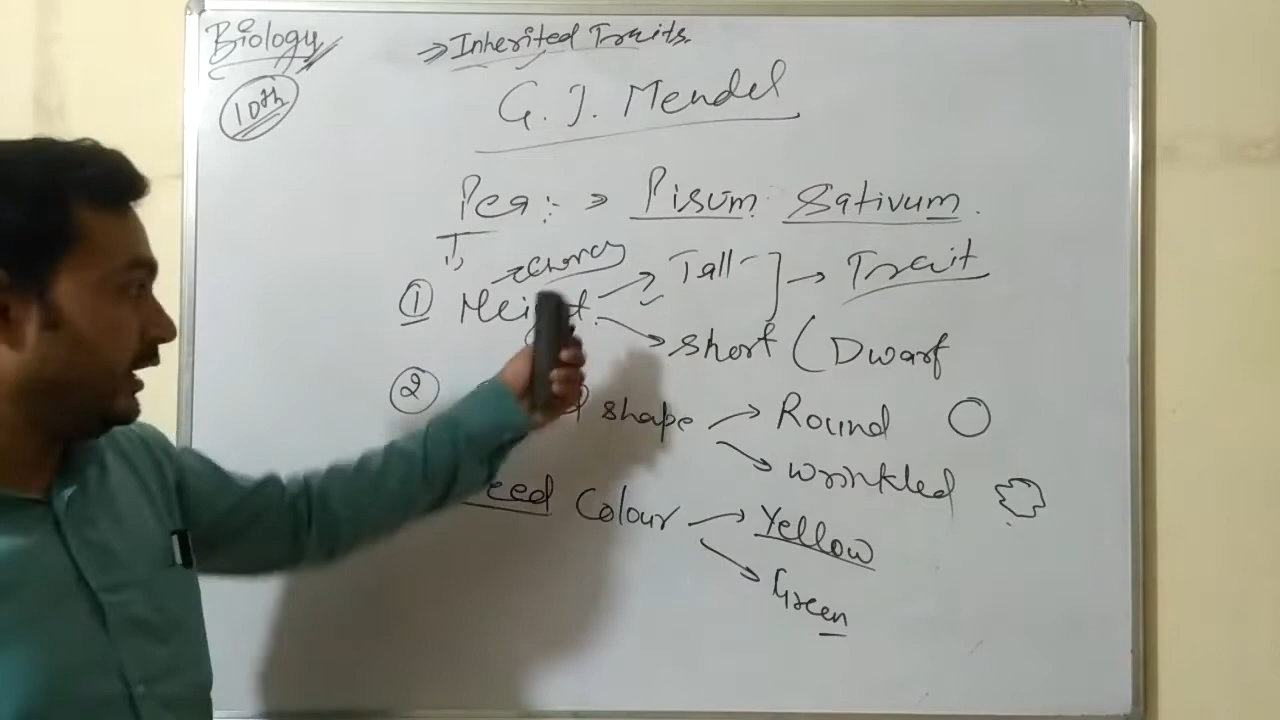 Biology
10th
⇒ Inherited Traits.
G. J. Mendel
Pea :→ Pisum Sativum.
① Height. → Tall ] → Trait
→ Short (Dwarf
② shape → Round
→ wrinkled
Colour → Yellow
→ Green